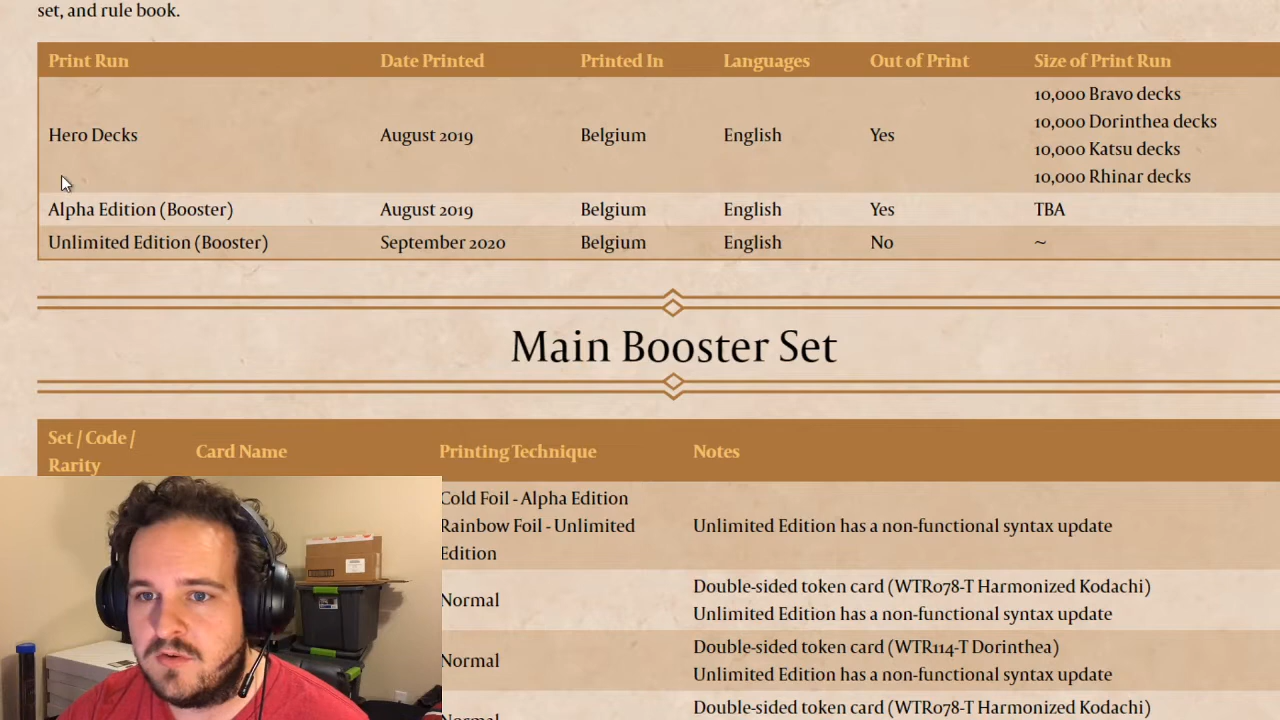 set, and rule book.
Print Run Date Printed Printed In Languages Out of Print Size of Print Run
Hero Decks August 2019 Belgium English Yes 10,000 Bravo decks
10,000 Dorinthea decks
10,000 Katsu decks
10,000 Rhinar decks
Alpha Edition (Booster) August 2019 Belgium English Yes TBA
Unlimited Edition (Booster) September 2020 Belgium English No ~
Main Booster Set
Set / Code / Rarity Card Name Printing Technique Notes
Cold Foil - Alpha Edition
Rainbow Foil - Unlimited Edition Unlimited Edition has a non-functional syntax update
Normal Double-sided token card (WTR078-T Harmonized Kodachi)
Unlimited Edition has a non-functional syntax update
Normal Double-sided token card (WTR114-T Dorinthea)
Unlimited Edition has a non-functional syntax update
Normal Double-sided token card (WTR078-T Harmonized Kodachi)